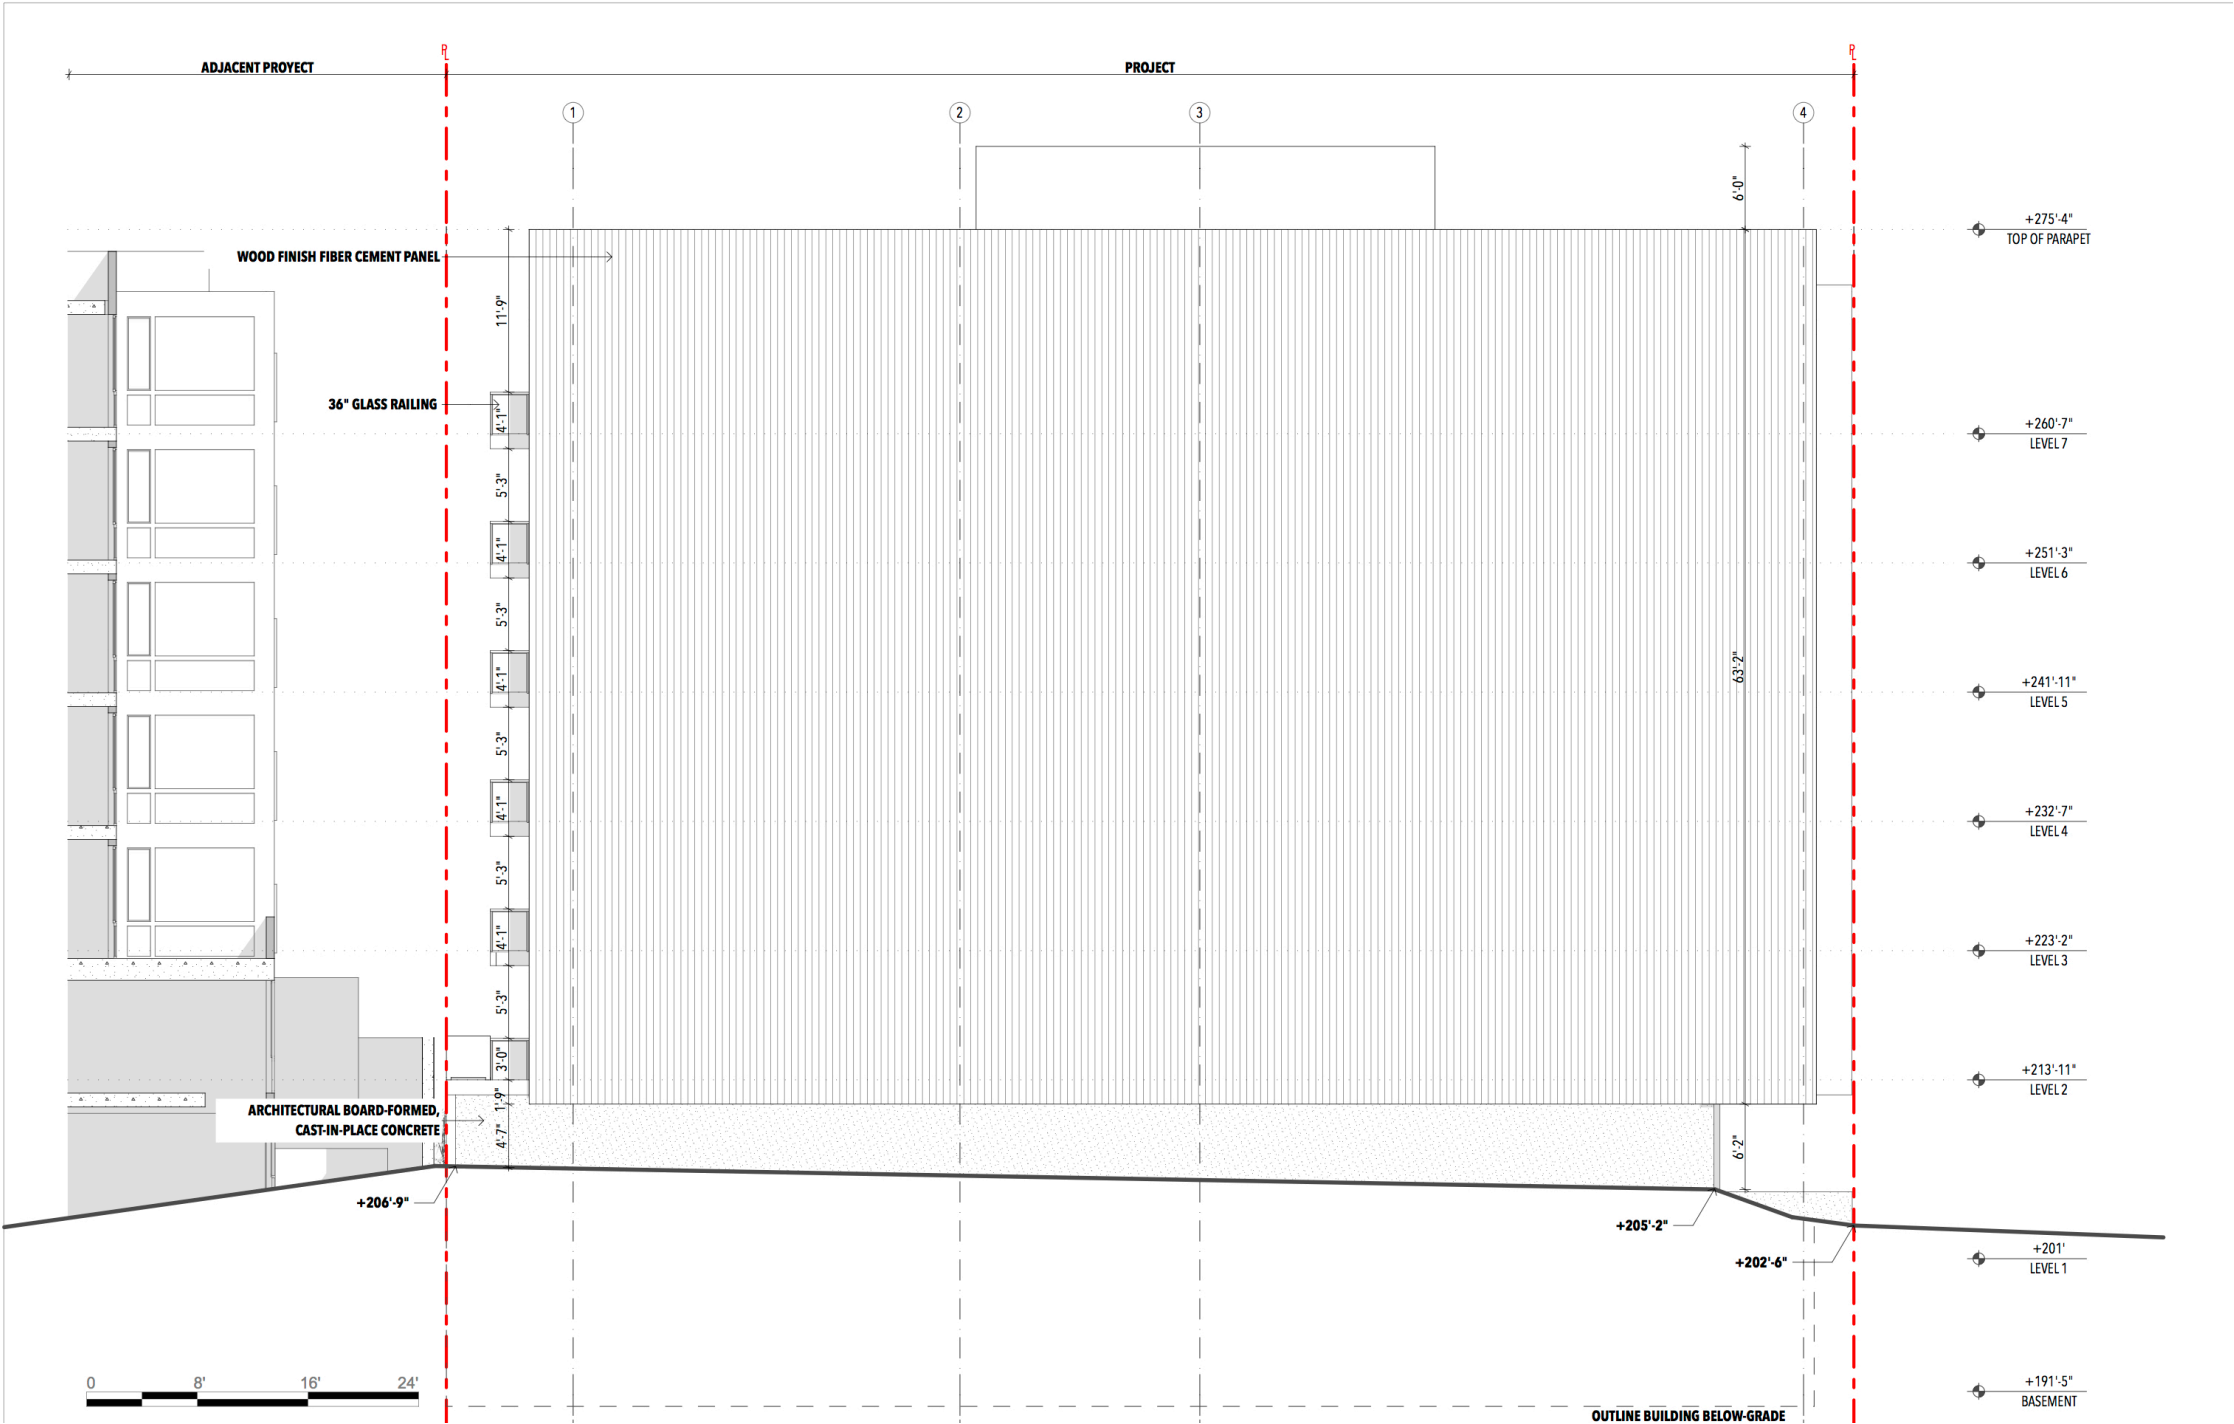 PL
PL
ADJACENT PROYECT
PROJECT
1
2
3
4
6'-0"
+275'-4"
TOP OF PARAPET
WOOD FINISH FIBER CEMENT PANEL
11'-9"
36" GLASS RAILING
4'-1"
+260'-7"
LEVEL 7
5'-3"
4'-1"
+251'-3"
LEVEL 6
5'-3"
4'-1"
63'-2"
+241'-11"
LEVEL 5
5'-3"
4'-1"
+232'-7"
LEVEL 4
5'-3"
4'-1"
+223'-2"
LEVEL 3
5'-3"
3'-0"
+213'-11"
LEVEL 2
1'-9"
ARCHITECTURAL BOARD-FORMED,
CAST-IN-PLACE CONCRETE
4'-7"
6'-2"
+206'-9"
+205'-2"
+202'-6"
+201'
LEVEL 1
0 8' 16' 24'
+191'-5"
BASEMENT
OUTLINE BUILDING BELOW-GRADE